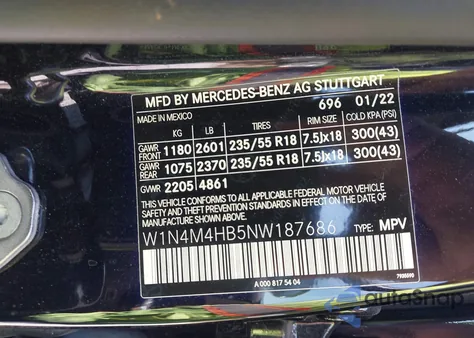 MFD BY MERCEDES-BENZ AG STUTTGART
MADE IN MEXICO 696 01/22
KG LB TIRES RIM SIZE COLD KPA(PSI)
GAWR FRONT 1180 2601 235/55 R18 7.5Jx18 300(43)
GAWR REAR 1075 2370 235/55 R18 7.5Jx18 300(43)
GVWR 2205 4861
THIS VEHICLE CONFORMS TO ALL APPLICABLE FEDERAL MOTOR VEHICLE
SAFETY, BUMPER AND THEFT PREVENTION STANDARDS IN EFFECT ON THE DATE OF
MANUFACTURE SHOWN ABOVE.
W1N4M4HB5NW187686 TYPE: MPV
A 000 817 54 04
autoSnap